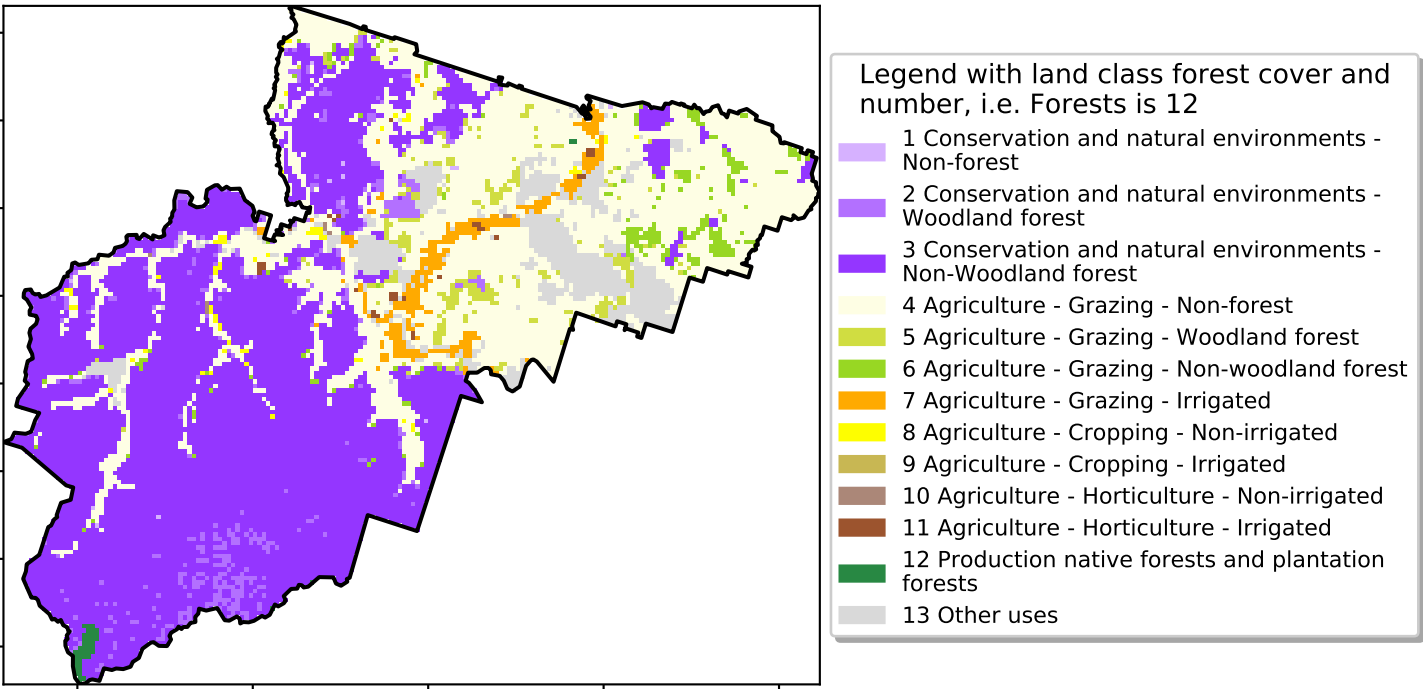 Legend with land class forest cover and
number, i.e. Forests is 12
1 Conservation and natural environments -
Non-forest
2 Conservation and natural environments -
Woodland forest
3 Conservation and natural environments -
Non-Woodland forest
4 Agriculture - Grazing - Non-forest
5 Agriculture - Grazing - Woodland forest
6 Agriculture - Grazing - Non-woodland forest
7 Agriculture - Grazing - Irrigated
8 Agriculture - Cropping - Non-irrigated
9 Agriculture - Cropping - Irrigated
10 Agriculture - Horticulture - Non-irrigated
11 Agriculture - Horticulture - Irrigated
12 Production native forests and plantation
forests
13 Other uses